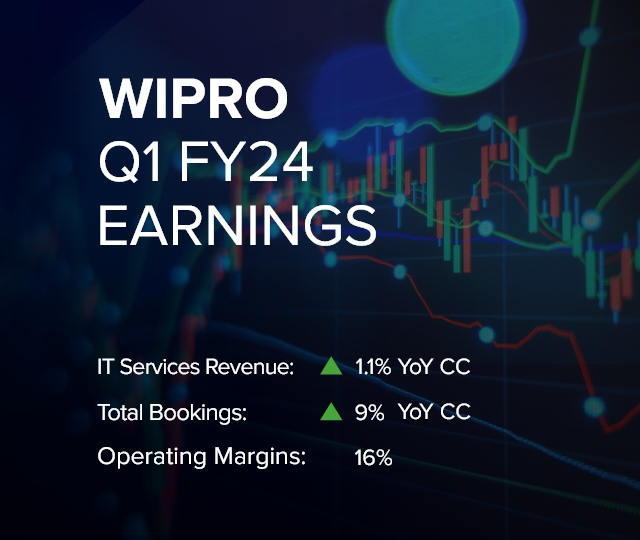 WIPRO
Q1 FY24
EARNINGS
IT Services Revenue: ▲ 1.1% YoY CC
Total Bookings: ▲ 9% YoY CC
Operating Margins: 16%